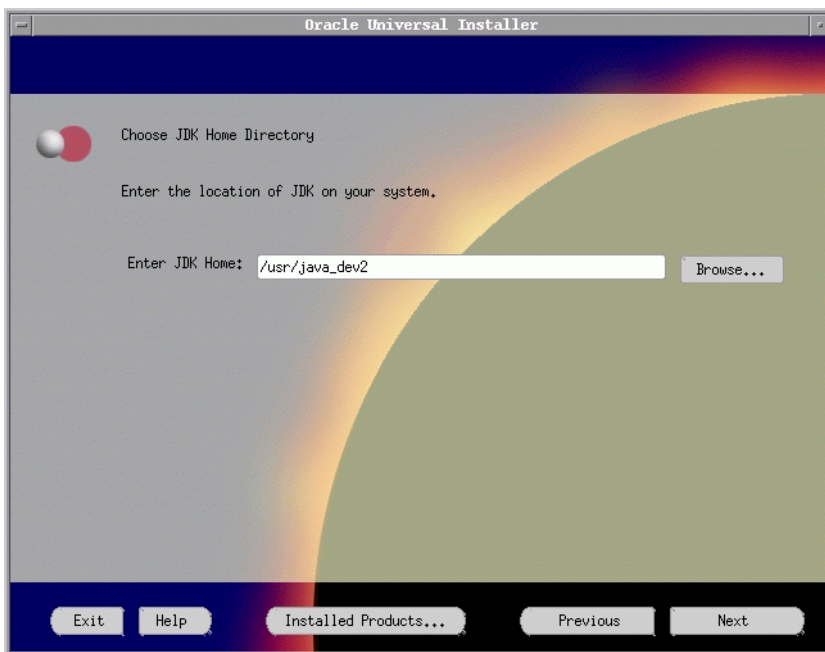 Oracle Universal Installer
Choose JDK Home Directory
Enter the location of JDK on your system.
Enter JDK Home: /usr/java_dev2 Browse...
Exit Help Installed Products... Previous Next